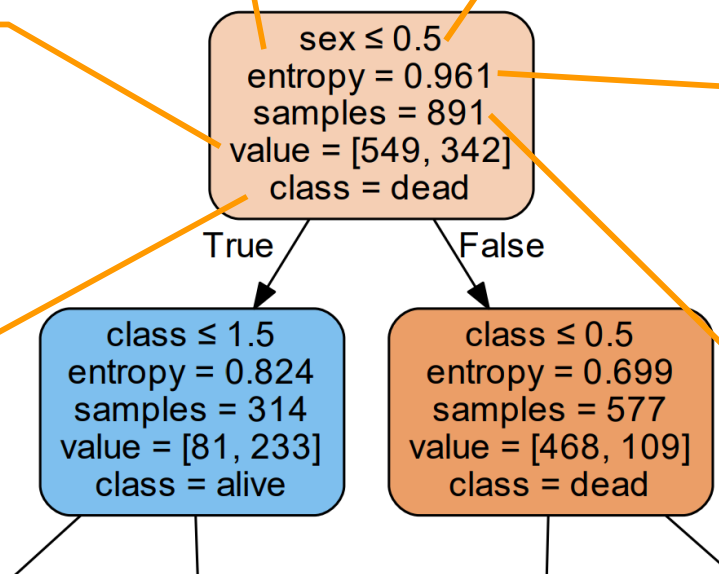 sex ≤ 0.5
entropy = 0.961
samples = 891
value = [549, 342]
class = dead
True
False
class ≤ 1.5
entropy = 0.824
samples = 314
value = [81, 233]
class = alive
class ≤ 0.5
entropy = 0.699
samples = 577
value = [468, 109]
class = dead